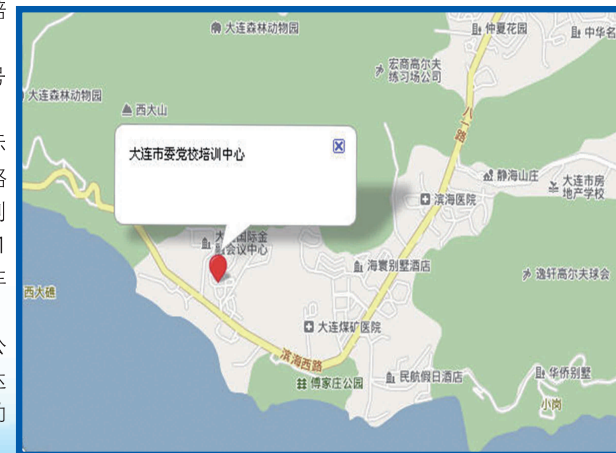 大连森林动物园
仲夏花园
中华名
宏商高尔夫
练习场公司
大连森林动物园
西大山
八一路
大连市委党校培训中心
静海山庄
大连市房
地产学校
滨海医院
国际金
会议中心
海寰别墅酒店
逸轩高尔夫球会
西大礁
大连煤矿医院
滨海西路
傅家庄公园
民航假日酒店
华侨别墅
小岗